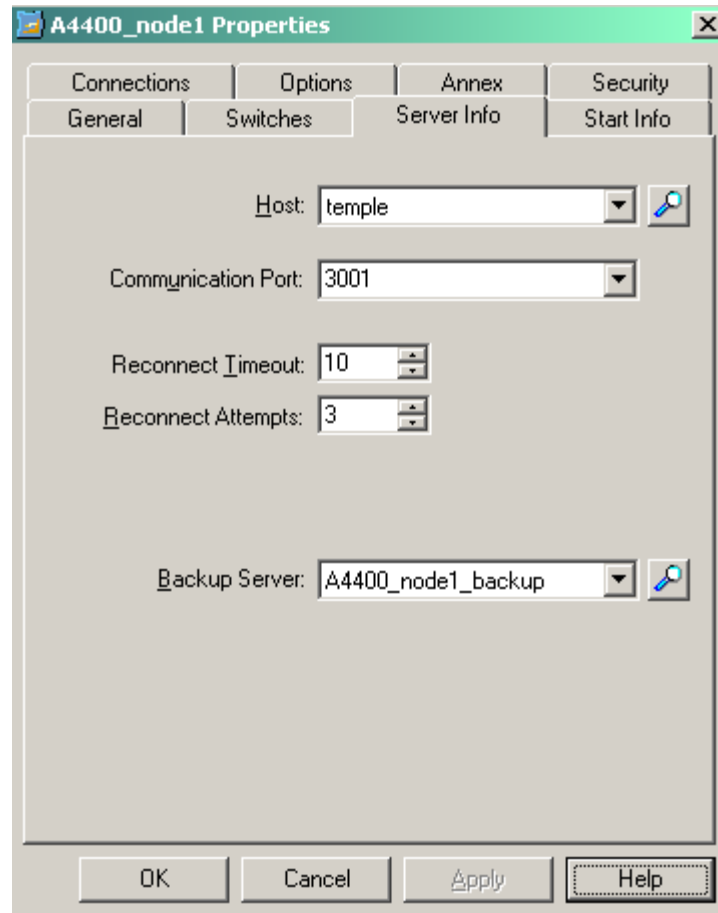 A4400_node1 Properties
Connections Options Annex Security
General Switches Server Info Start Info
Host: temple
Communication Port: 3001
Reconnect Timeout: 10
Reconnect Attempts: 3
Backup Server: A4400_node1_backup
OK Cancel Apply Help